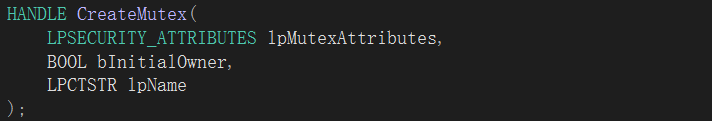 HANDLE CreateMutex(
    LPSECURITY_ATTRIBUTES lpMutexAttributes,
    BOOL bInitialOwner,
    LPCTSTR lpName
);